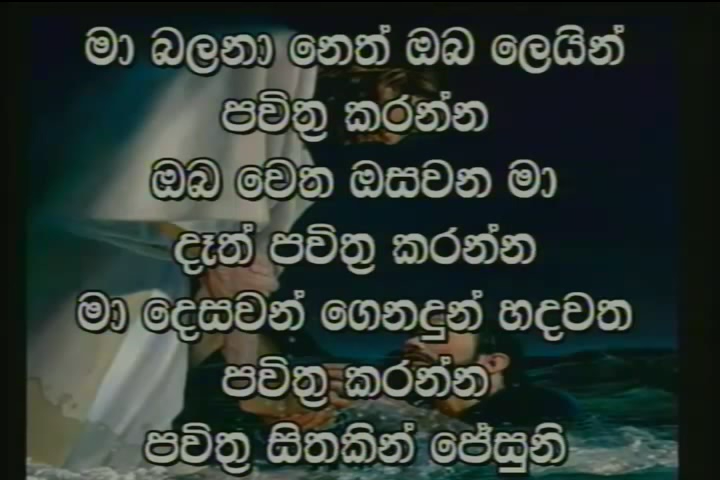 මා බලනා නෙත් ඔබ ලෙයින්
පවිත්‍ර කරන්න
ඔබ වෙත ඔසවන මා
දෑත් පවිත්‍ර කරන්න
මා දෙසවන් ගෙනදුන් හදවත
පවිත්‍ර කරන්න
පවිත්‍ර සිතකින් ජේසුනි